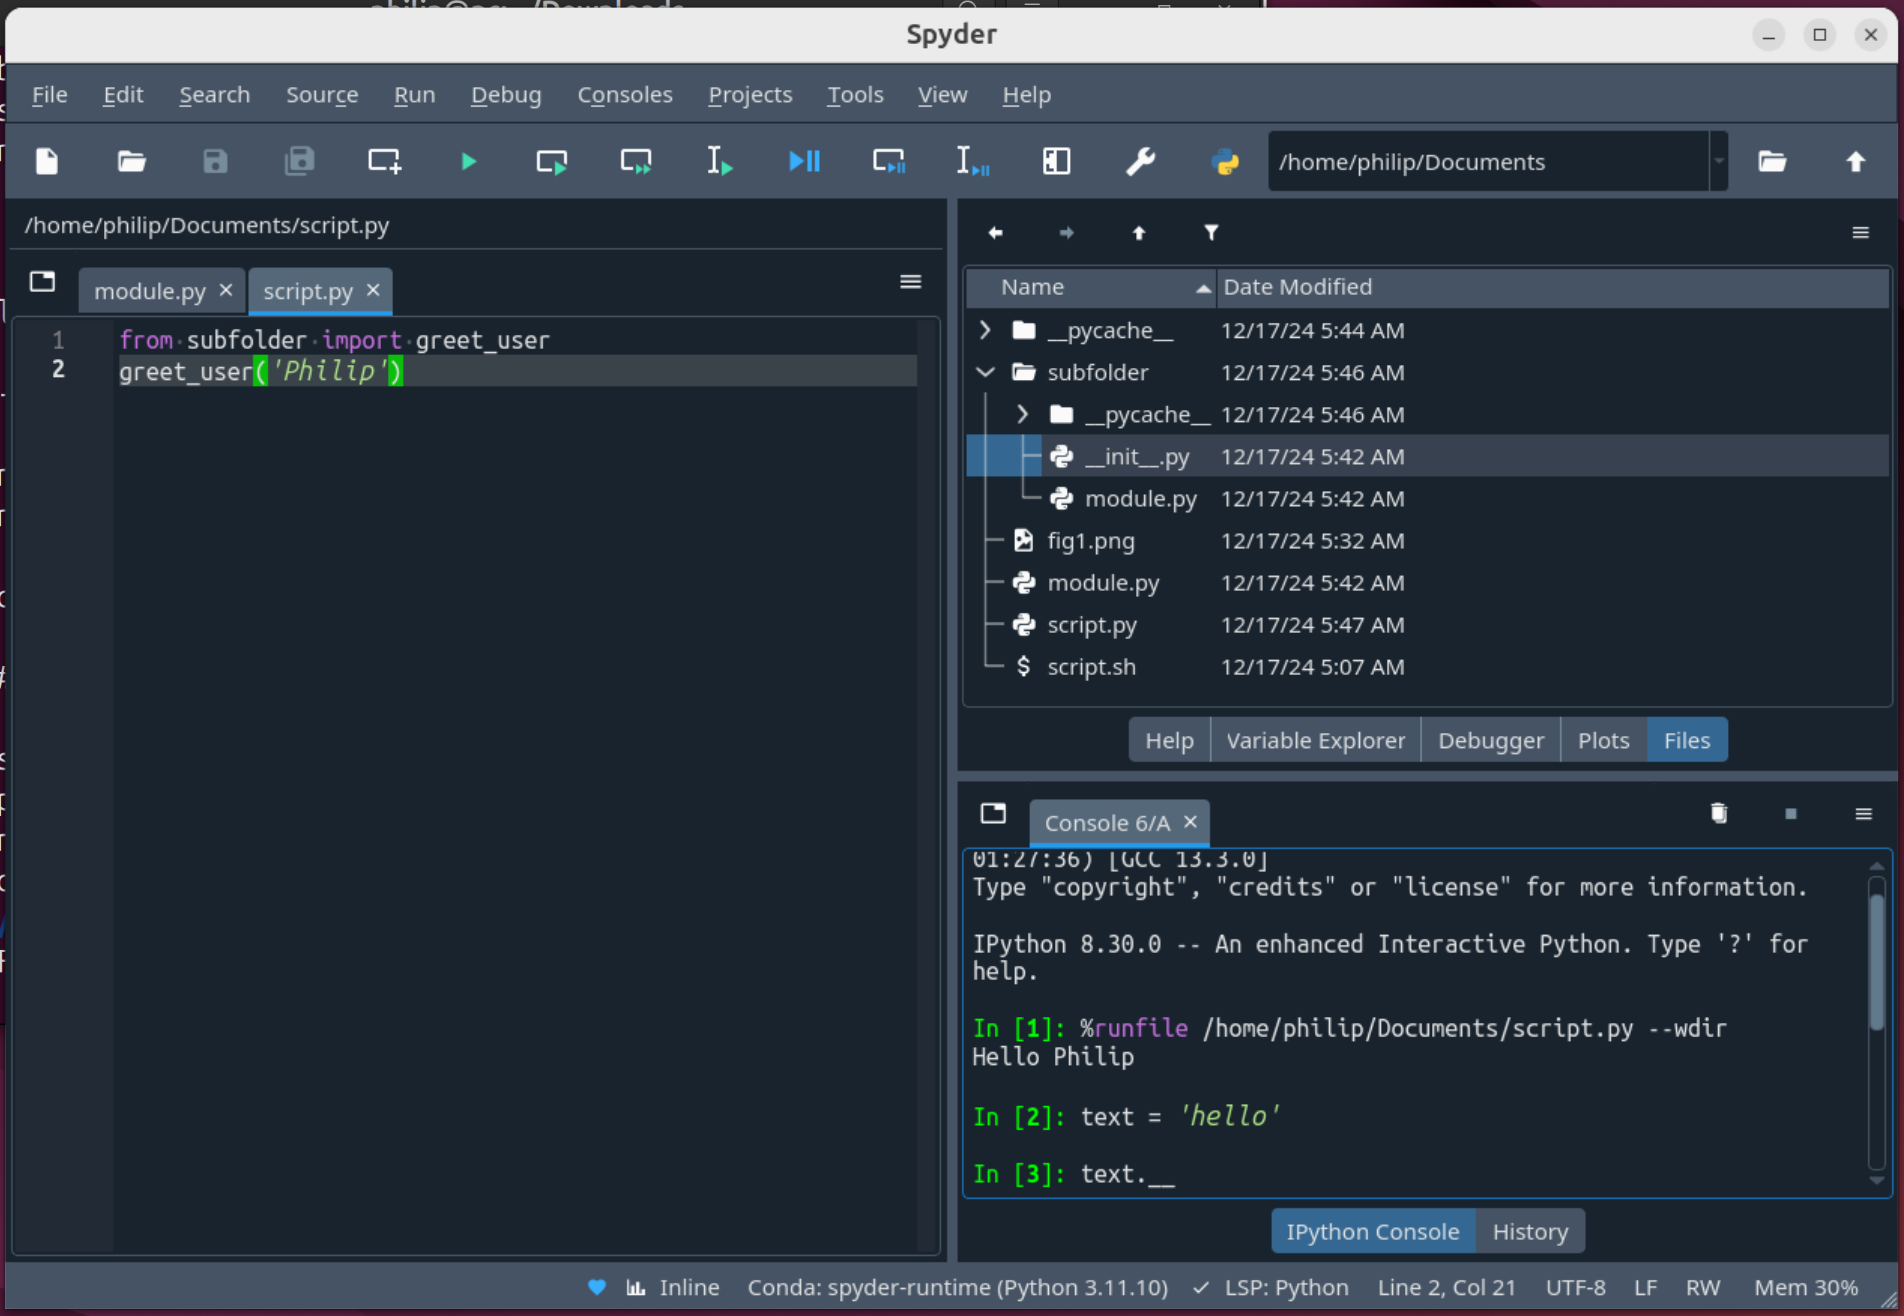 Spyder
File Edit Search Source Run Debug Consoles Projects Tools View Help
/home/philip/Documents
/home/philip/Documents/script.py
module.py script.py
1 from subfolder import greet_user
2 greet_user('Philip')
Name Date Modified
__pycache__ 12/17/24 5:44 AM
subfolder 12/17/24 5:46 AM
__pycache__ 12/17/24 5:46 AM
__init__.py 12/17/24 5:42 AM
module.py 12/17/24 5:42 AM
fig1.png 12/17/24 5:32 AM
module.py 12/17/24 5:42 AM
script.py 12/17/24 5:47 AM
script.sh 12/17/24 5:07 AM
Help Variable Explorer Debugger Plots Files
Console 6/A
01:27:36) [GCC 13.3.0]
Type "copyright", "credits" or "license" for more information.
IPython 8.30.0 -- An enhanced Interactive Python. Type '?' for
help.
In [1]: %runfile /home/philip/Documents/script.py --wdir
Hello Philip
In [2]: text = 'hello'
In [3]: text.__
IPython Console History
Inline Conda: spyder-runtime (Python 3.11.10) LSP: Python Line 2, Col 21 UTF-8 LF RW Mem 30%